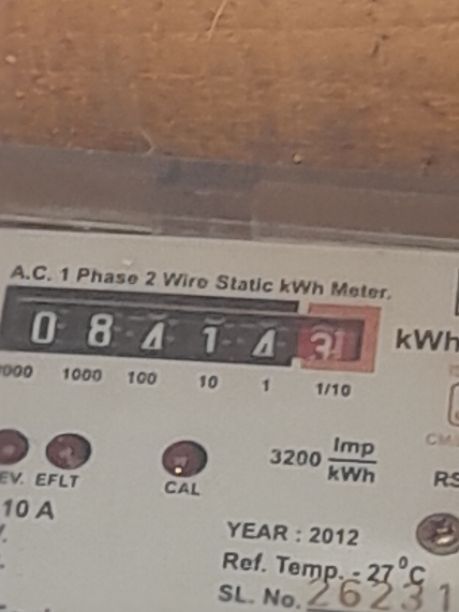 A.C. 1 Phase 2 Wire Static kWh Meter.
0 8 4 1 4 3 kWh
1000 100 10 1 1/10
3200 Imp/kWh
EFLT CAL
10 A
YEAR : 2012
Ref. Temp. - 27°C
SL. No. 26231